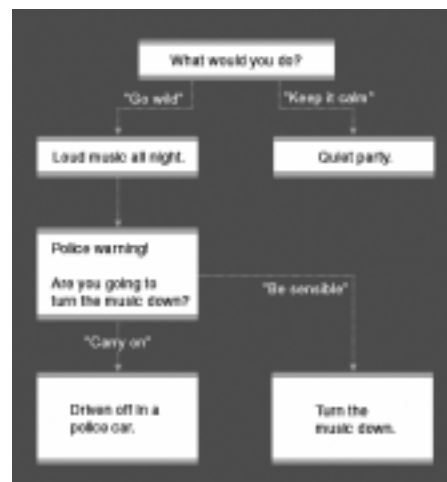 What would you do?
"Go wild"
"Keep it calm"
Loud music all night.
Quiet party.
Police warning!
Are you going to
turn the music down?
"Be sensible"
"Carry on"
Driven off in a
police car.
Turn the
music down.